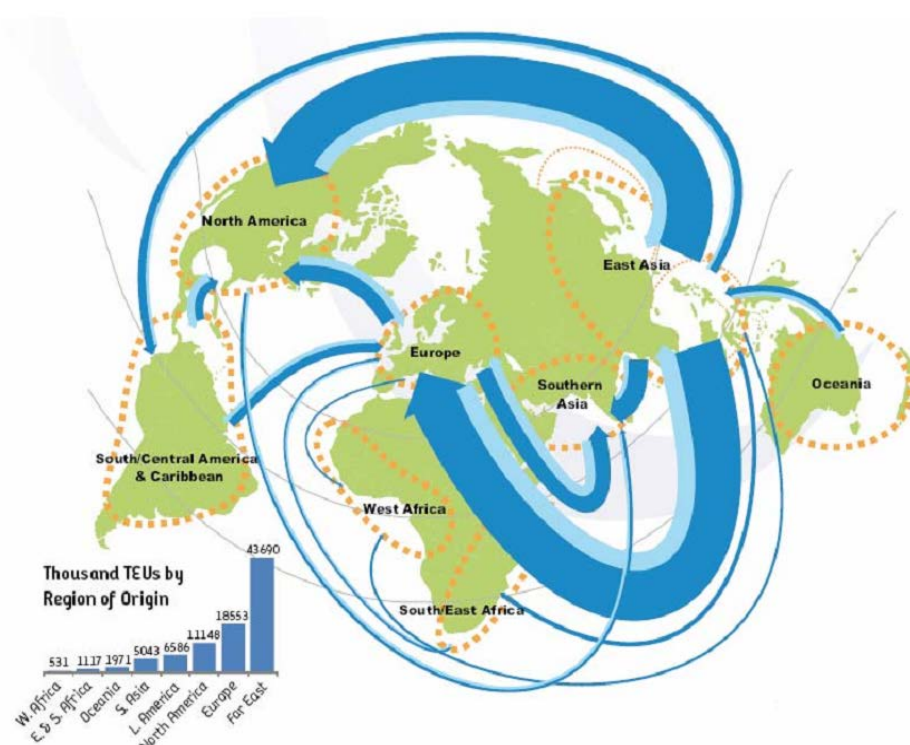 North America
East Asia
Europe
Southern
Asia
Oceania
South/Central America
& Caribbean
West Africa
South/East Africa
Thousand TEUs by
Region of Origin
43690
18553
11148
6586
5043
1971
1117
531
W. Africa
E. & S. Africa
Oceania
S. Asia
L. America
North America
Europe
Far East